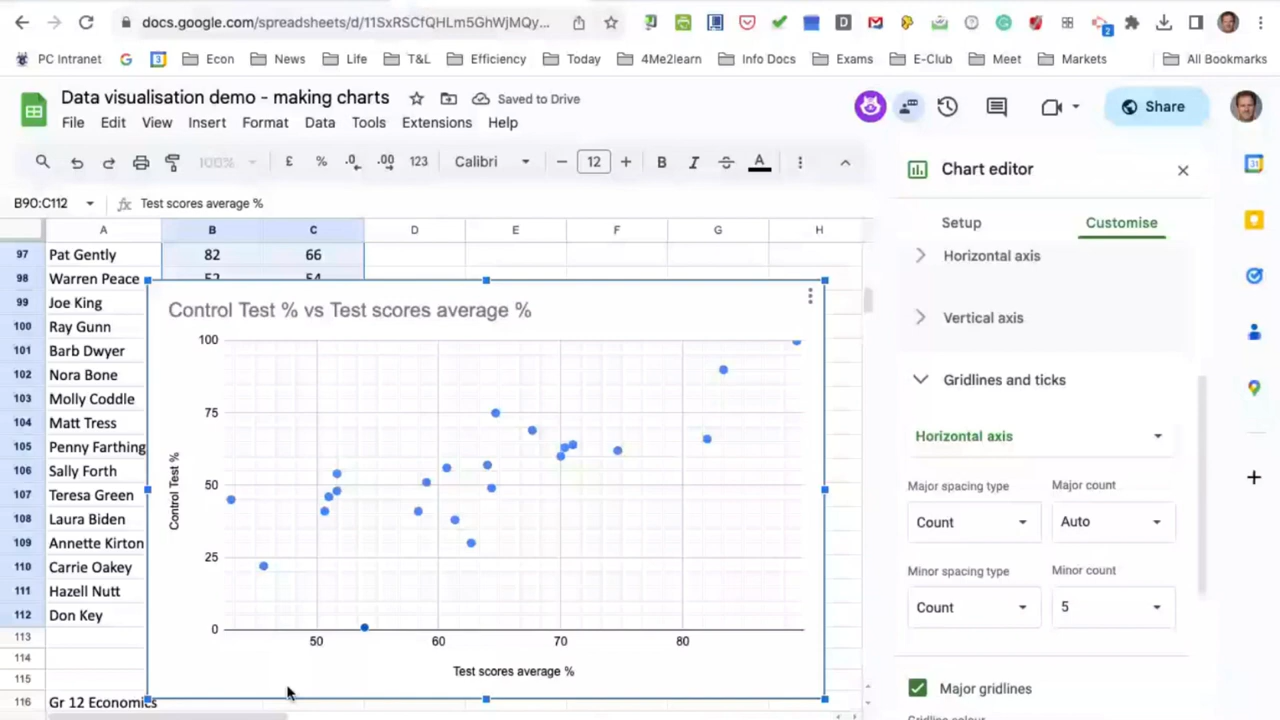 docs.google.com/spreadsheets/d/11SxRSCfQHLm5GhWjMQy...
2
PC Intranet Econ News Life T&L Efficiency Today 4Me2learn Info Docs Exams E-Club Meet Markets All Bookmarks
Data visualisation demo - making charts Saved to Drive
Share
File Edit View Insert Format Data Tools Extensions Help
100% £ % .0 .00 123 Calibri 12 B I S A
B90:C112 fx Test scores average %
A B C D E F G H
97 Pat Gently 82 66
98 Warren Peace 52 54
99 Joe King
100 Ray Gunn
101 Barb Dwyer
102 Nora Bone
103 Molly Coddle
104 Matt Tress
105 Penny Farthing
106 Sally Forth
107 Teresa Green
108 Laura Biden
109 Annette Kirton
110 Carrie Oakey
111 Hazell Nutt
112 Don Key
113
114
115
116 Gr 12 Economics
Control Test % vs Test scores average %
100
75
50
25
0
50 60 70 80
Control Test %
Test scores average %
Chart editor
Setup Customise
Horizontal axis
Vertical axis
Gridlines and ticks
Horizontal axis
Major spacing type Major count
Count Auto
Minor spacing type Minor count
Count 5
Major gridlines
Gridline colour